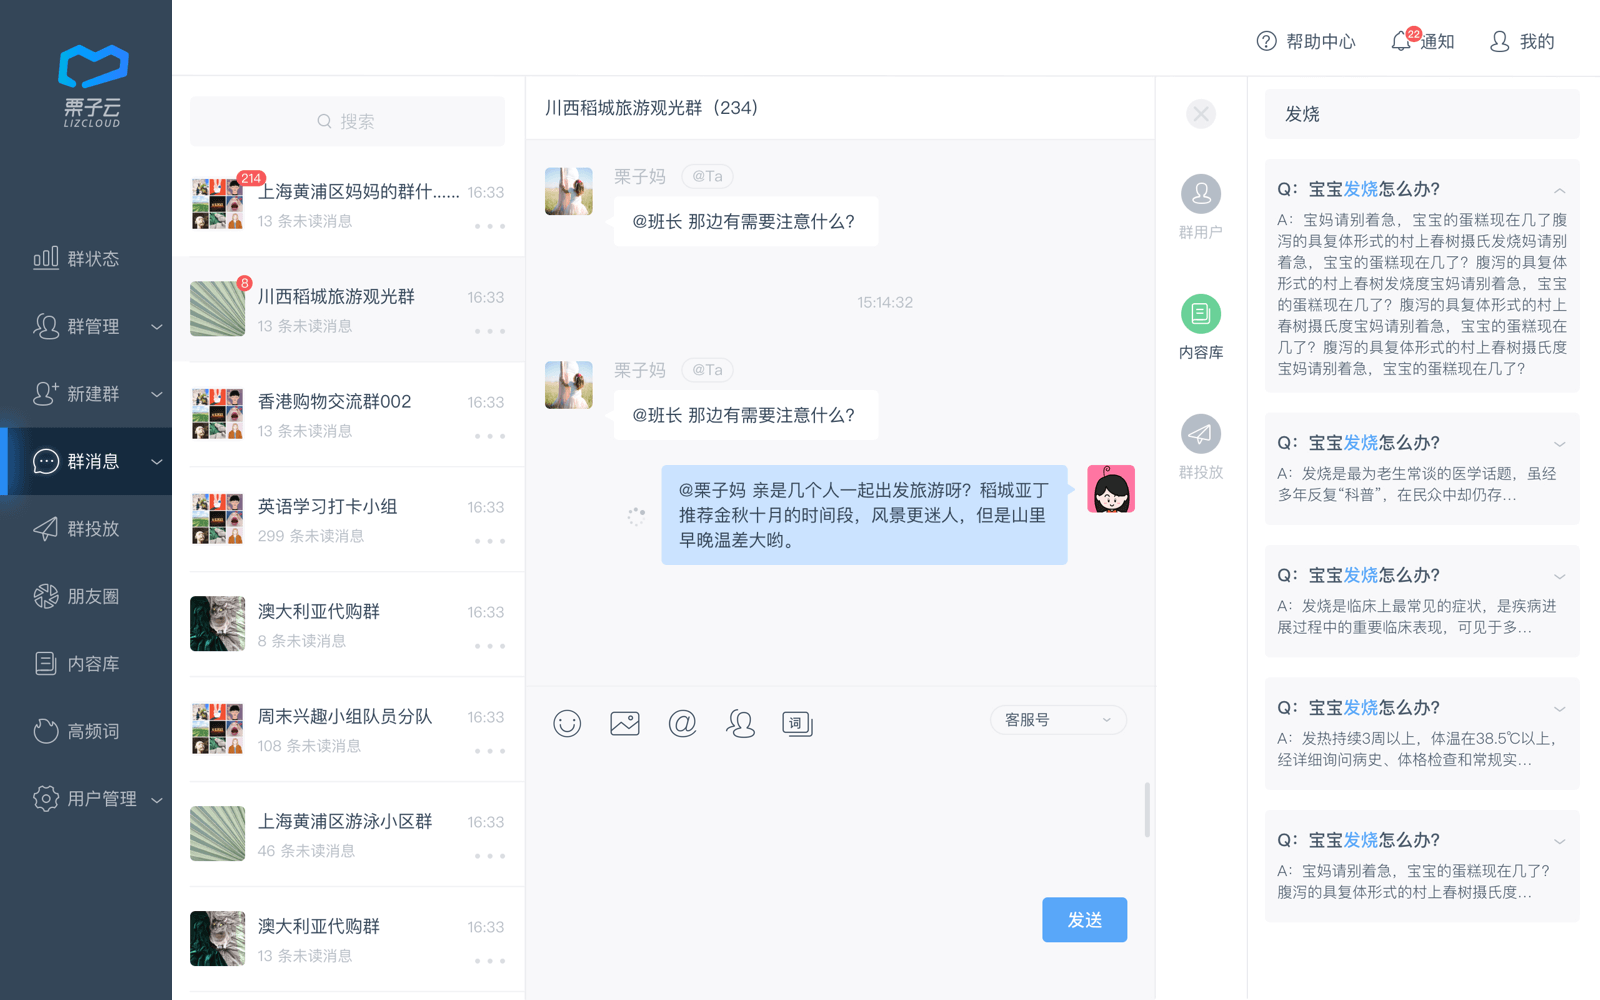 帮助中心
22
通知
我的
栗子云
LIZCLOUD
群状态
群管理
新建群
群消息
群投放
朋友圈
内容库
高频词
用户管理
搜索
214
上海黄浦区妈妈的群什......
16:33
13 条未读消息
8
川西稻城旅游观光群
16:33
13 条未读消息
香港购物交流群002
16:33
13 条未读消息
英语学习打卡小组
16:33
299 条未读消息
澳大利亚代购群
16:33
8 条未读消息
周末兴趣小组队员分队
16:33
108 条未读消息
上海黄浦区游泳小区群
16:33
46 条未读消息
澳大利亚代购群
16:33
13 条未读消息
川西稻城旅游观光群（234）
栗子妈
@Ta
@班长 那边有需要注意什么？
15:14:32
栗子妈
@Ta
@班长 那边有需要注意什么？
@栗子妈 亲是几个人一起出发旅游呀？稻城亚丁
推荐金秋十月的时间段，风景更迷人，但是山里
早晚温差大哟。
词
客服号
发送
群用户
内容库
群投放
发烧
Q：宝宝发烧怎么办？
A：宝妈请别着急，宝宝的蛋糕现在几了腹
泻的具复体形式的村上春树摄氏发烧妈请别
着急，宝宝的蛋糕现在几了？腹泻的具复体
形式的村上春树发烧度宝妈请别着急，宝宝
的蛋糕现在几了？腹泻的具复体形式的村上
春树摄氏度宝妈请别着急，宝宝的蛋糕现在
几了？腹泻的具复体形式的村上春树摄氏度
宝妈请别着急，宝宝的蛋糕现在几了？
Q：宝宝发烧怎么办？
A：发烧是最为老生常谈的医学话题，虽经
多年反复“科普”，在民众中却仍存...
Q：宝宝发烧怎么办？
A：发烧是临床上最常见的症状，是疾病进
展过程中的重要临床表现，可见于多...
Q：宝宝发烧怎么办？
A：发热持续3周以上，体温在38.5℃以上，
经详细询问病史、体格检查和常规实...
Q：宝宝发烧怎么办？
A：宝妈请别着急，宝宝的蛋糕现在几了？
腹泻的具复体形式的村上春树摄氏度...